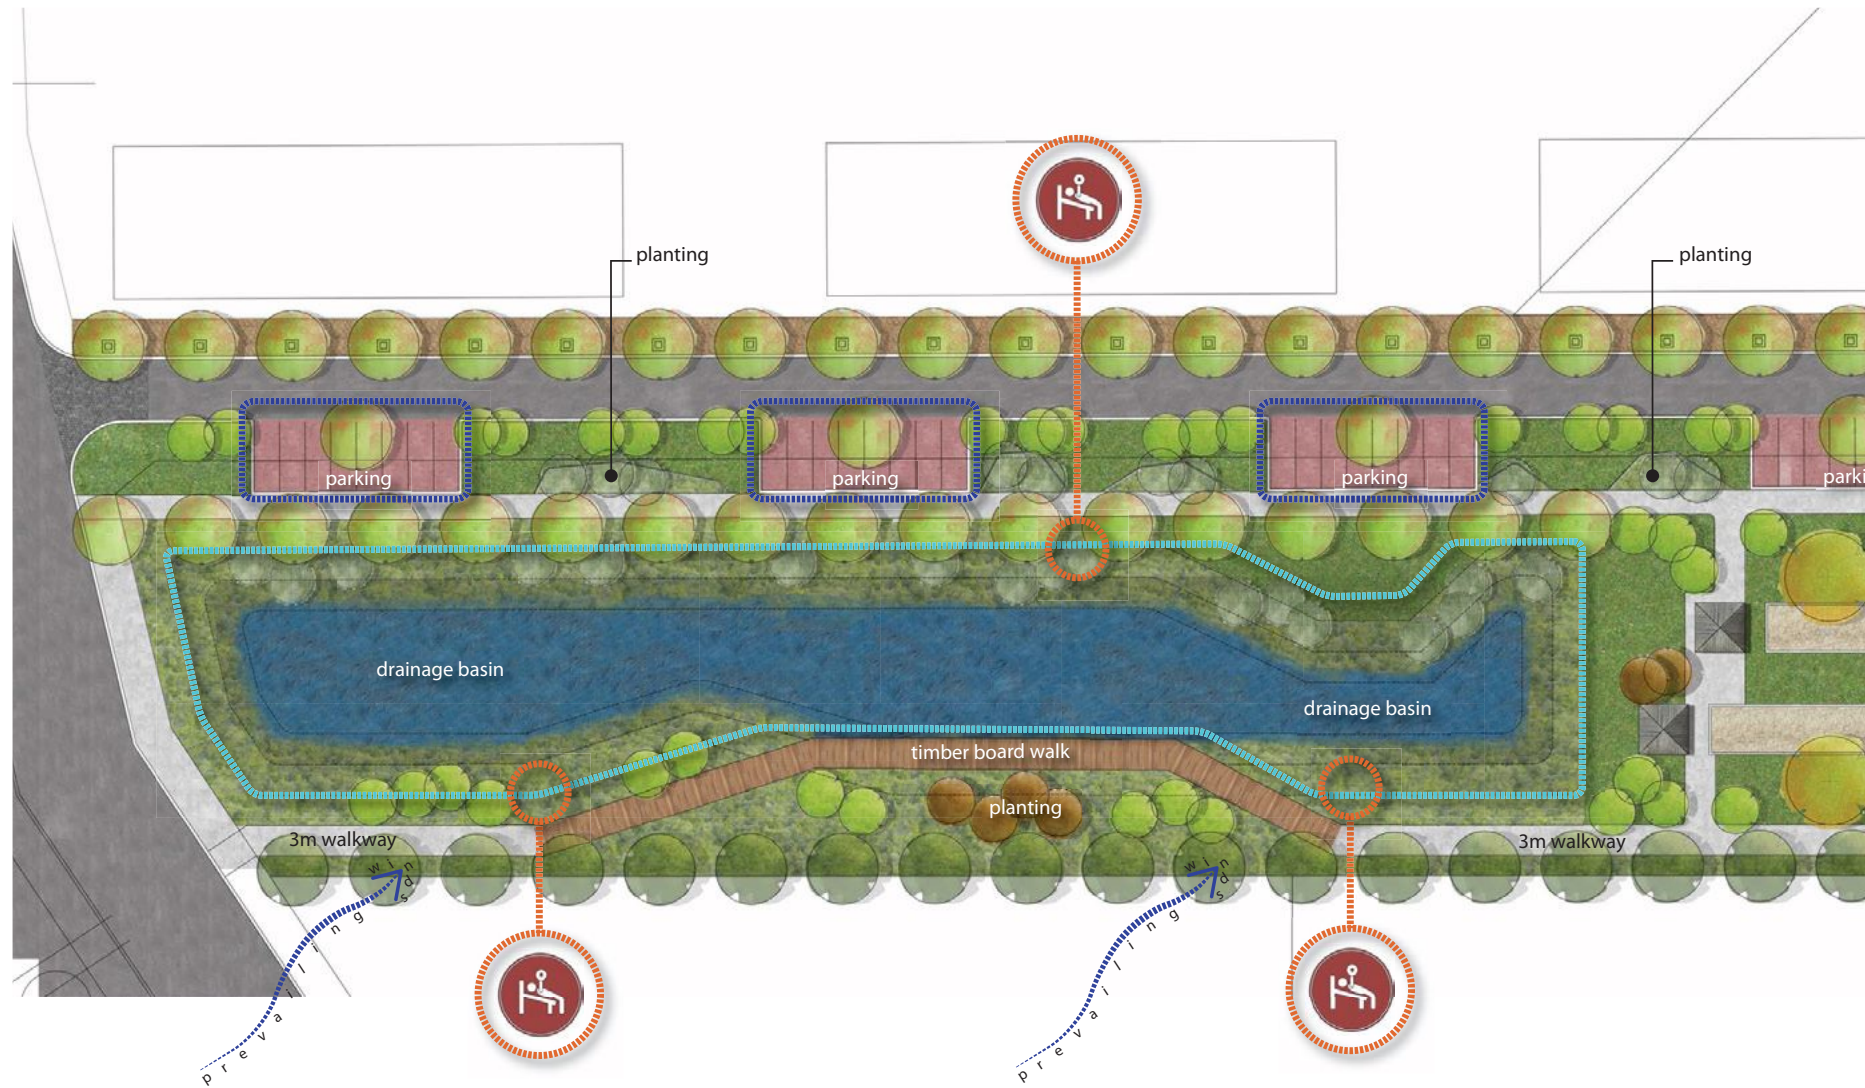 planting
planting
parking
parking
parking
parki
drainage basin
drainage basin
timber board walk
planting
3m walkway
3m walkway
prevailing winds
prevailing winds